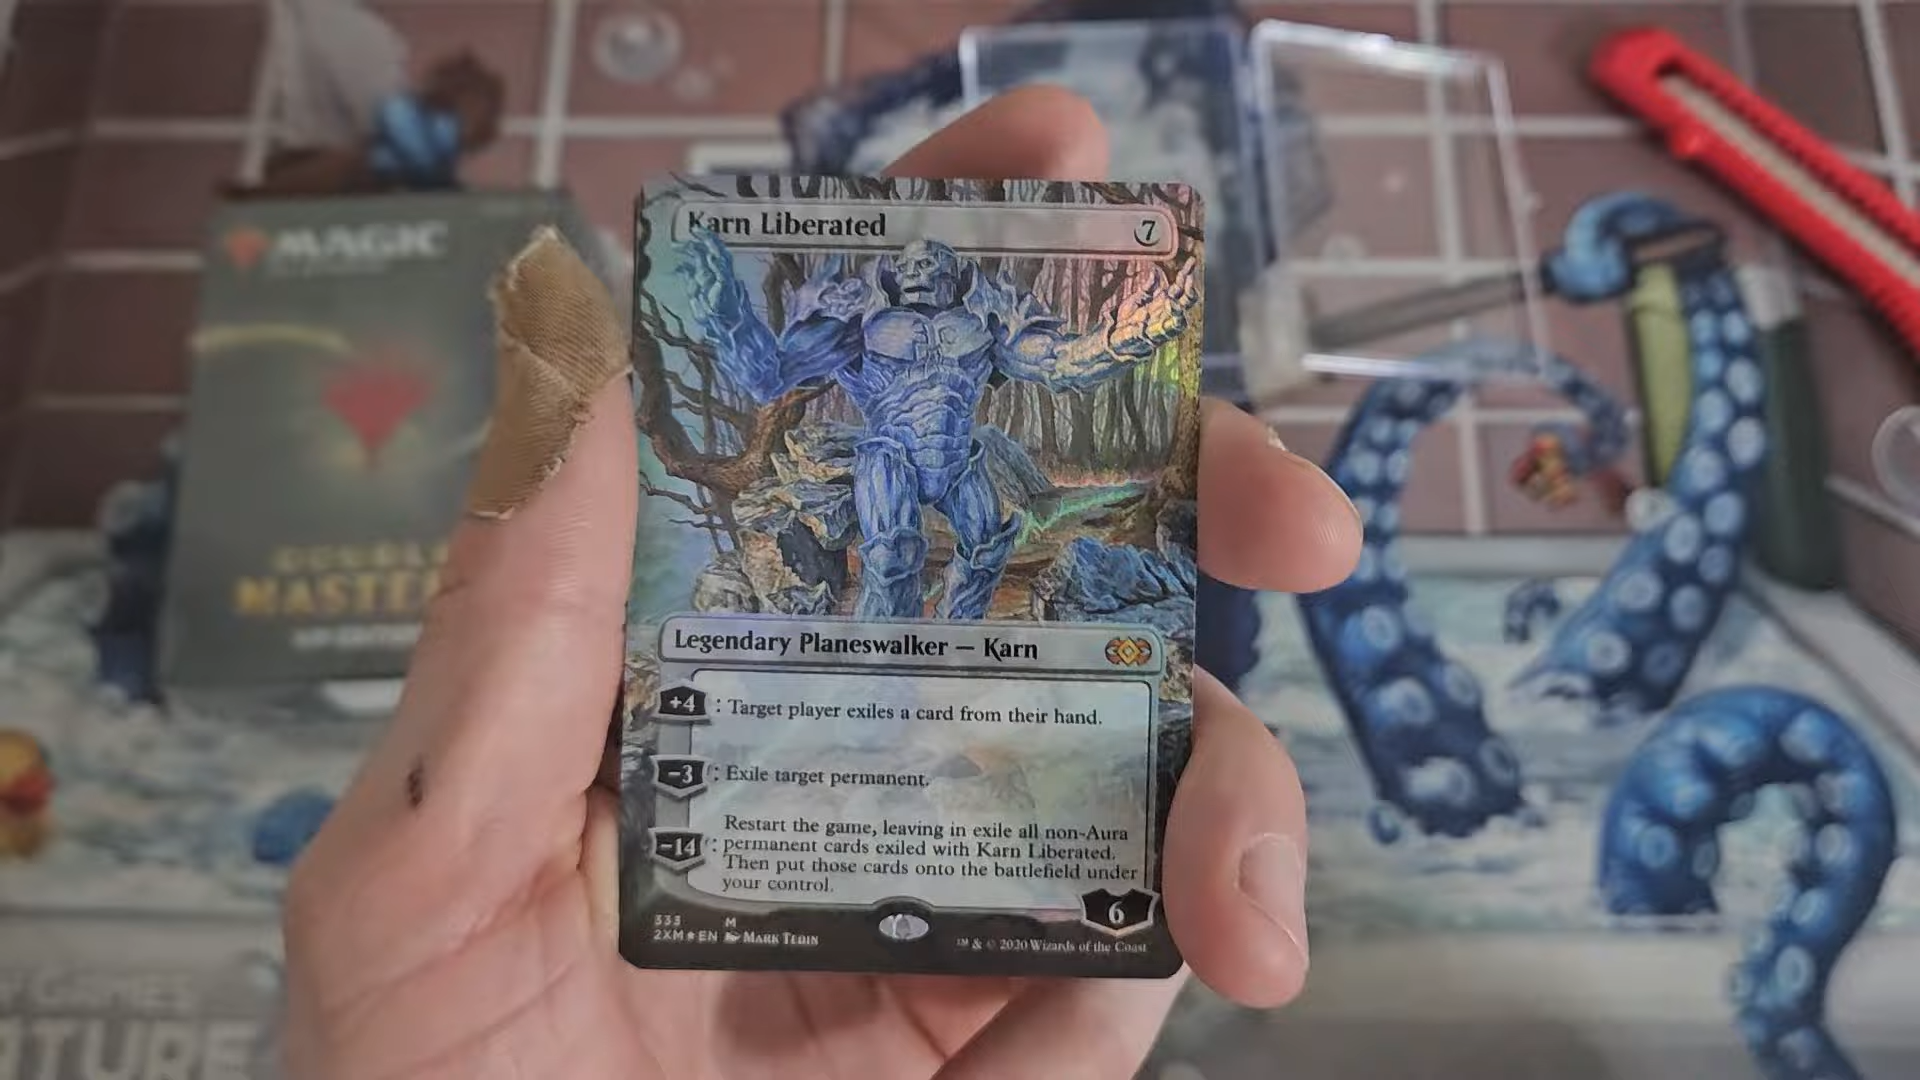 MAGIC
Karn Liberated
7
DOUBLE
MASTE
Legendary Planeswalker — Karn
+4 : Target player exiles a card from their hand.
−3 : Exile target permanent.
Restart the game, leaving in exile all non-Aura
−14 : permanent cards exiled with Karn Liberated.
Then put those cards onto the battlefield under
your control.
6
333 M
2XM★EN MARK TEDIN
™ & © 2020 Wizards of the Coast
GAMES
TURE